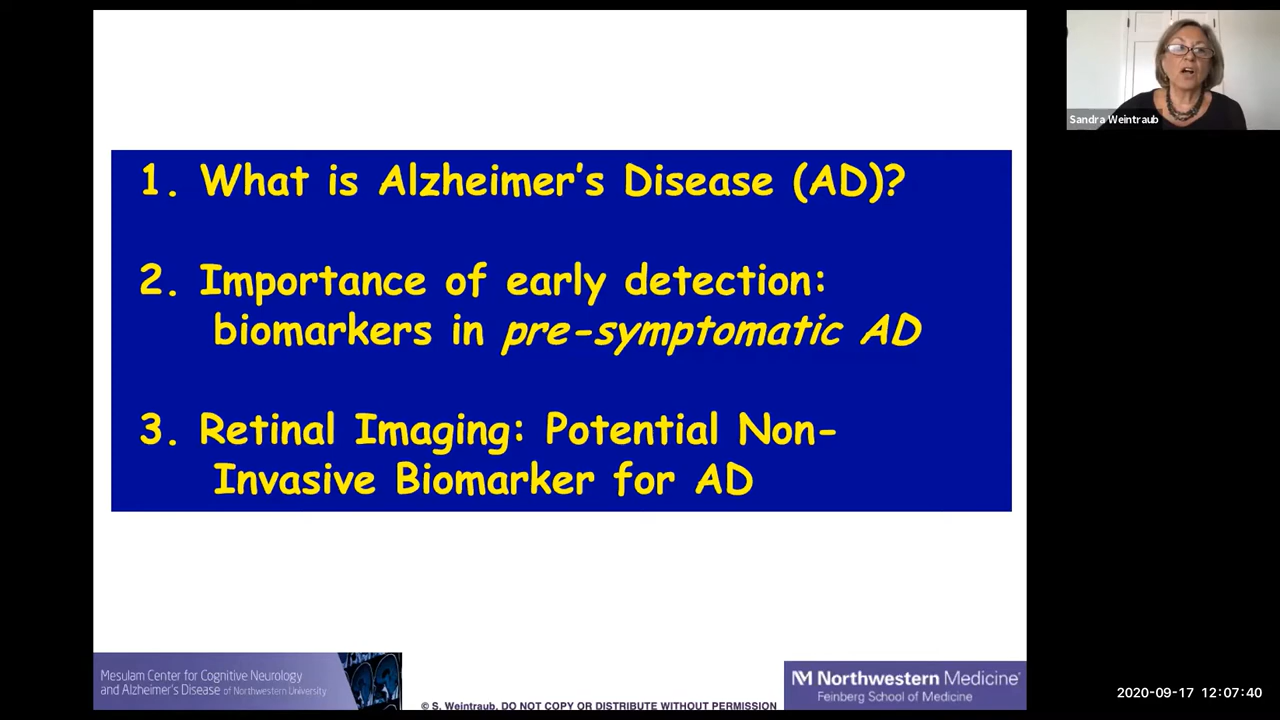 Sandra Weintraub
1. What is Alzheimer's Disease (AD)?
2. Importance of early detection:
biomarkers in pre-symptomatic AD
3. Retinal Imaging: Potential Non-
Invasive Biomarker for AD
Mesulam Center for Cognitive Neurology
and Alzheimer's Disease of Northwestern University
© S. Weintraub, DO NOT COPY OR DISTRIBUTE WITHOUT PERMISSION
Northwestern Medicine®
Feinberg School of Medicine
2020-09-17 12:07:40